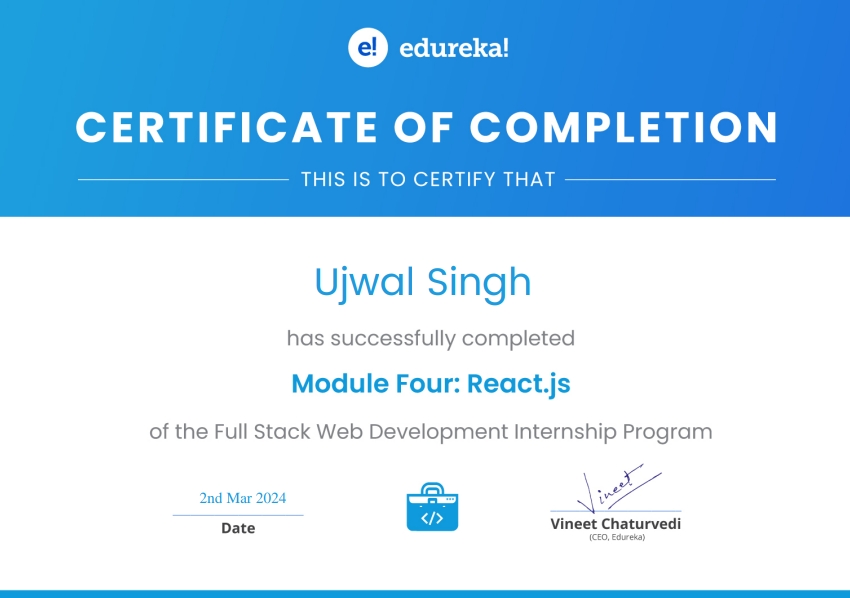 e! edureka!
CERTIFICATE OF COMPLETION
THIS IS TO CERTIFY THAT
Ujwal Singh
has successfully completed
Module Four: React.js
of the Full Stack Web Development Internship Program
2nd Mar 2024
Date
</>
Vineet
Vineet Chaturvedi
(CEO, Edureka)